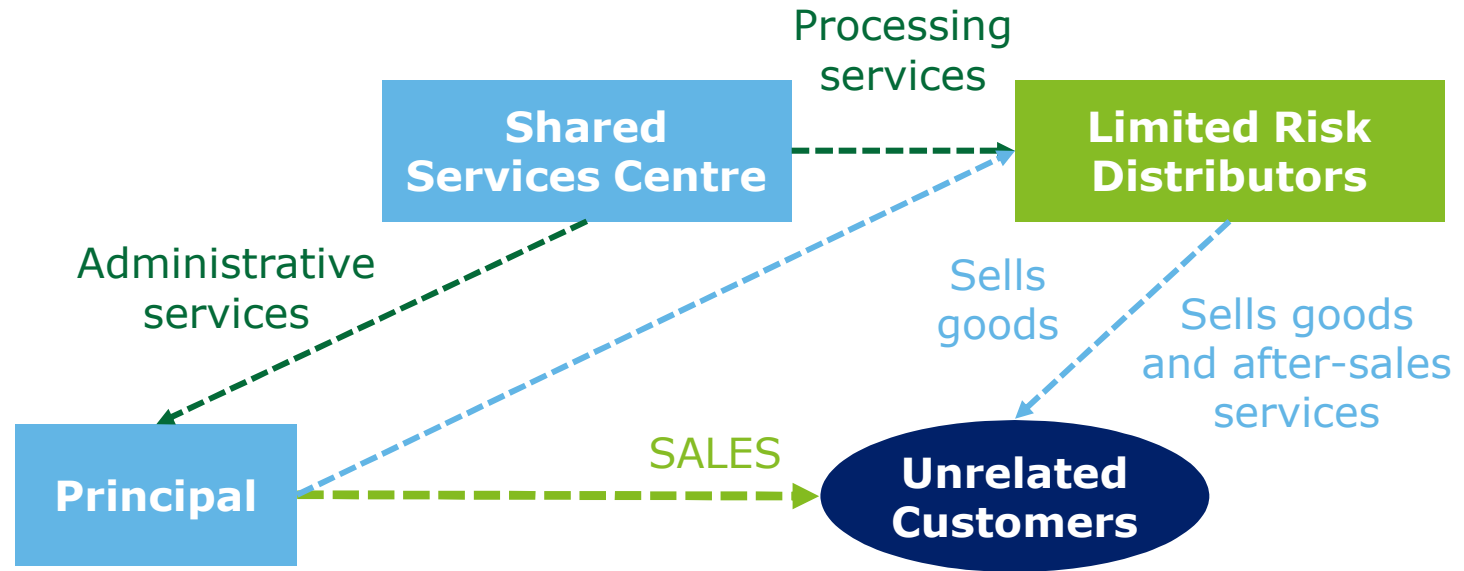 Processing
services
Shared
Services Centre
Limited Risk
Distributors
Administrative
services
Sells
goods
Sells goods
and after-sales
services
SALES
Principal
Unrelated
Customers